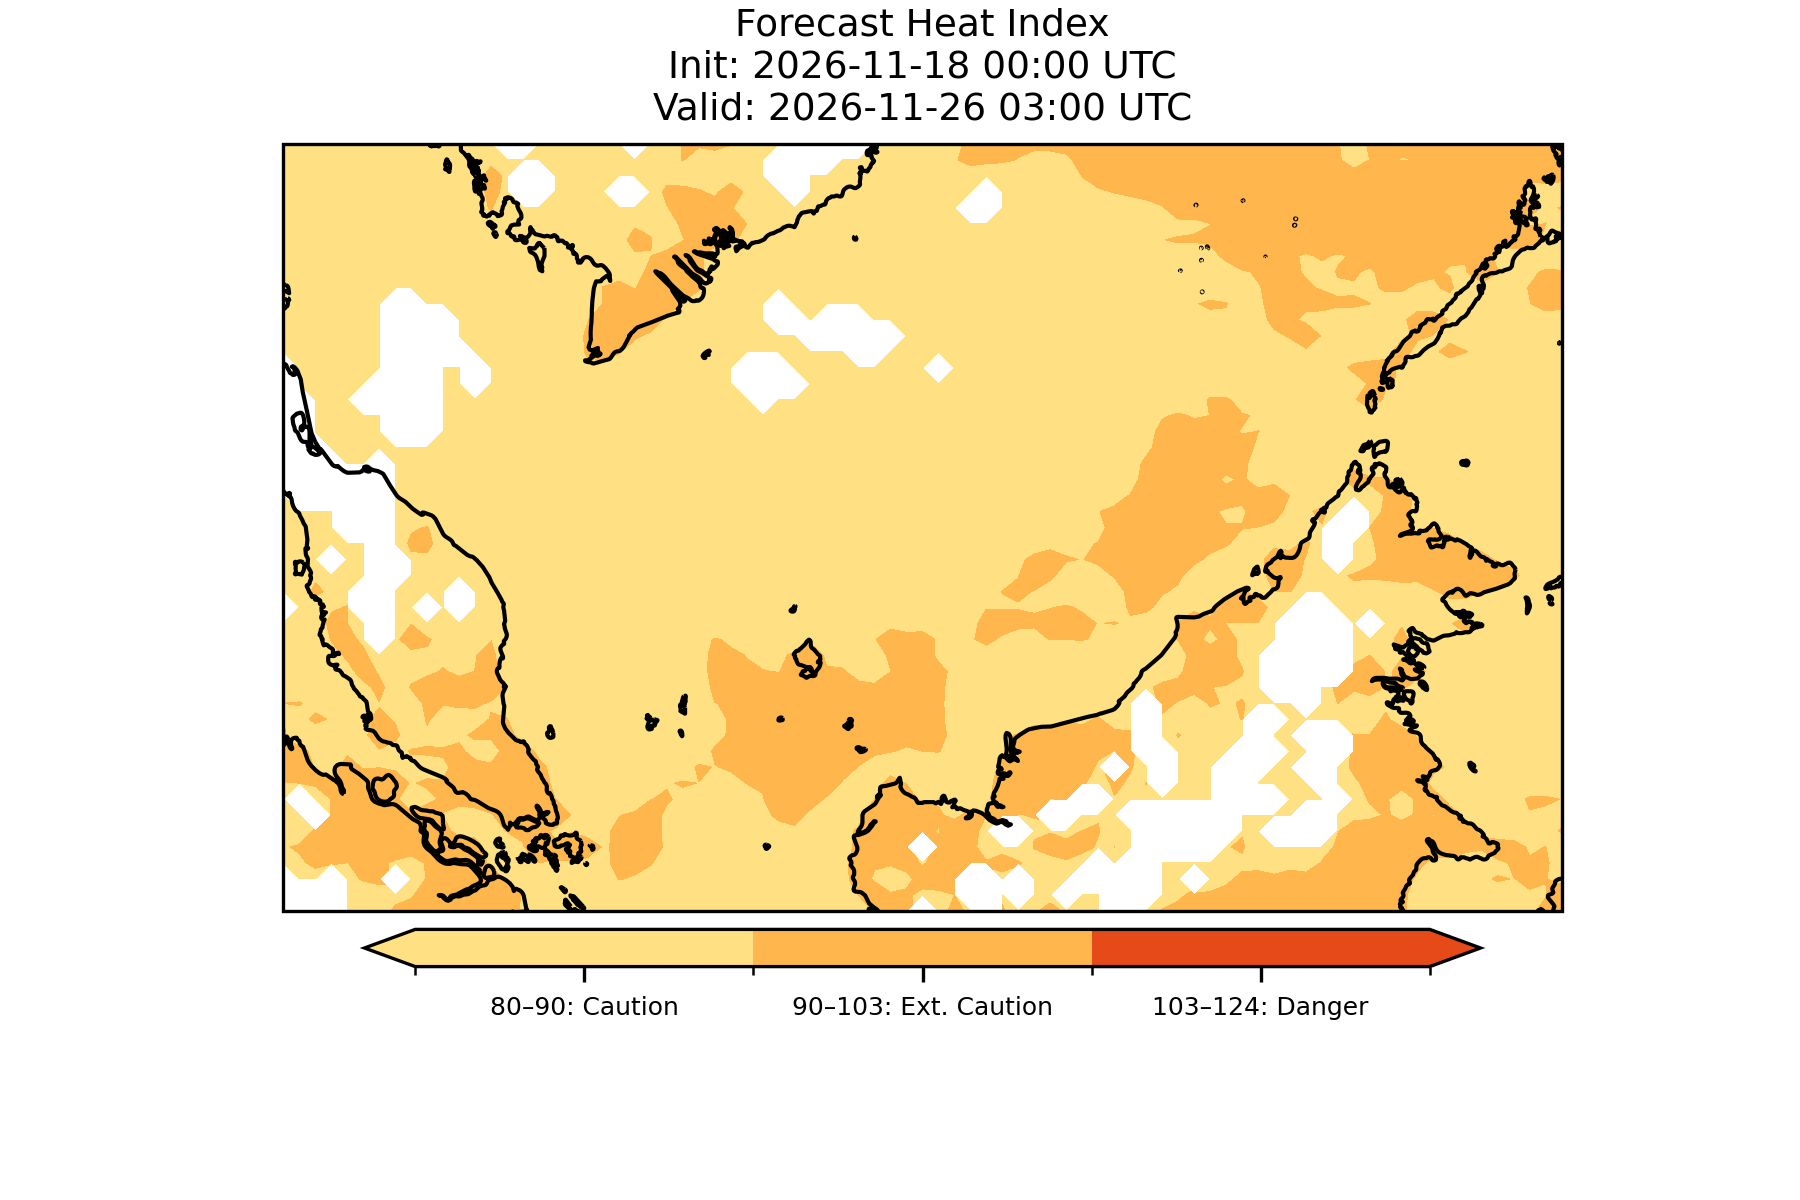 Forecast Heat Index
Init: 2026-11-18 00:00 UTC
Valid: 2026-11-26 03:00 UTC
80–90: Caution
90–103: Ext. Caution
103–124: Danger